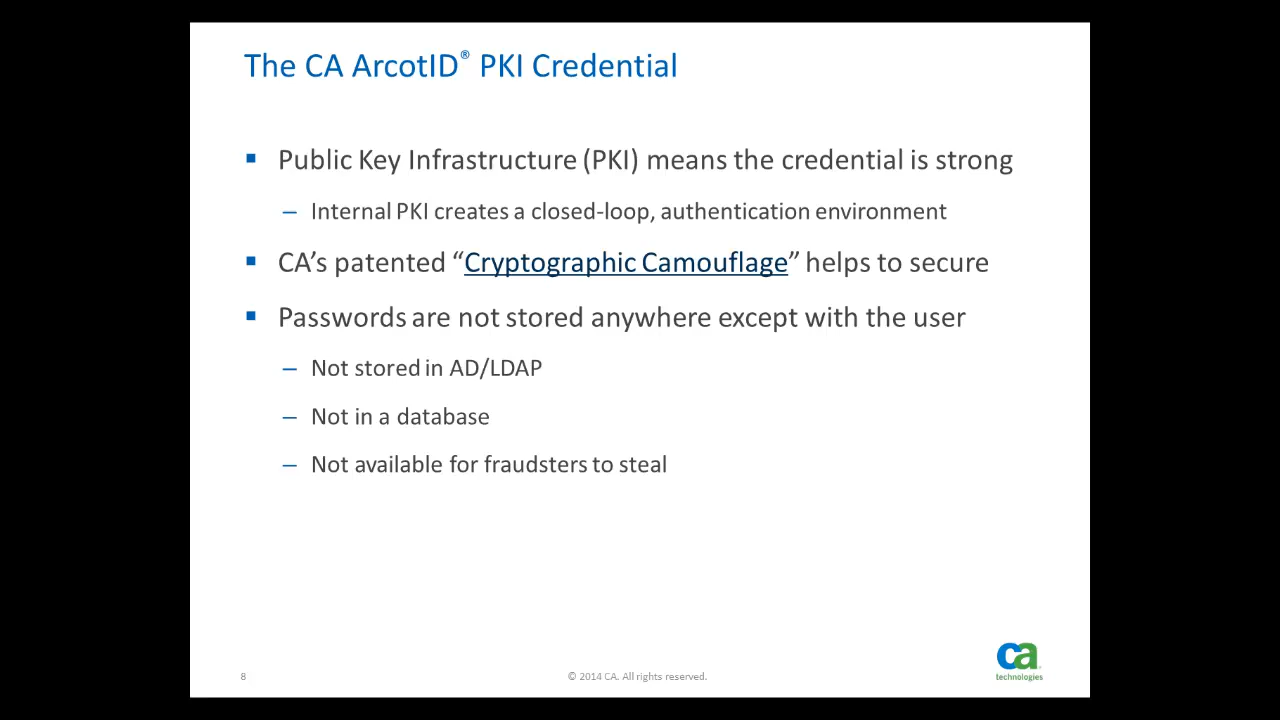 The CA ArcotID® PKI Credential
▪ Public Key Infrastructure (PKI) means the credential is strong
– Internal PKI creates a closed-loop, authentication environment
▪ CA’s patented “Cryptographic Camouflage” helps to secure
▪ Passwords are not stored anywhere except with the user
– Not stored in AD/LDAP
– Not in a database
– Not available for fraudsters to steal
8
© 2014 CA. All rights reserved.
ca
technologies